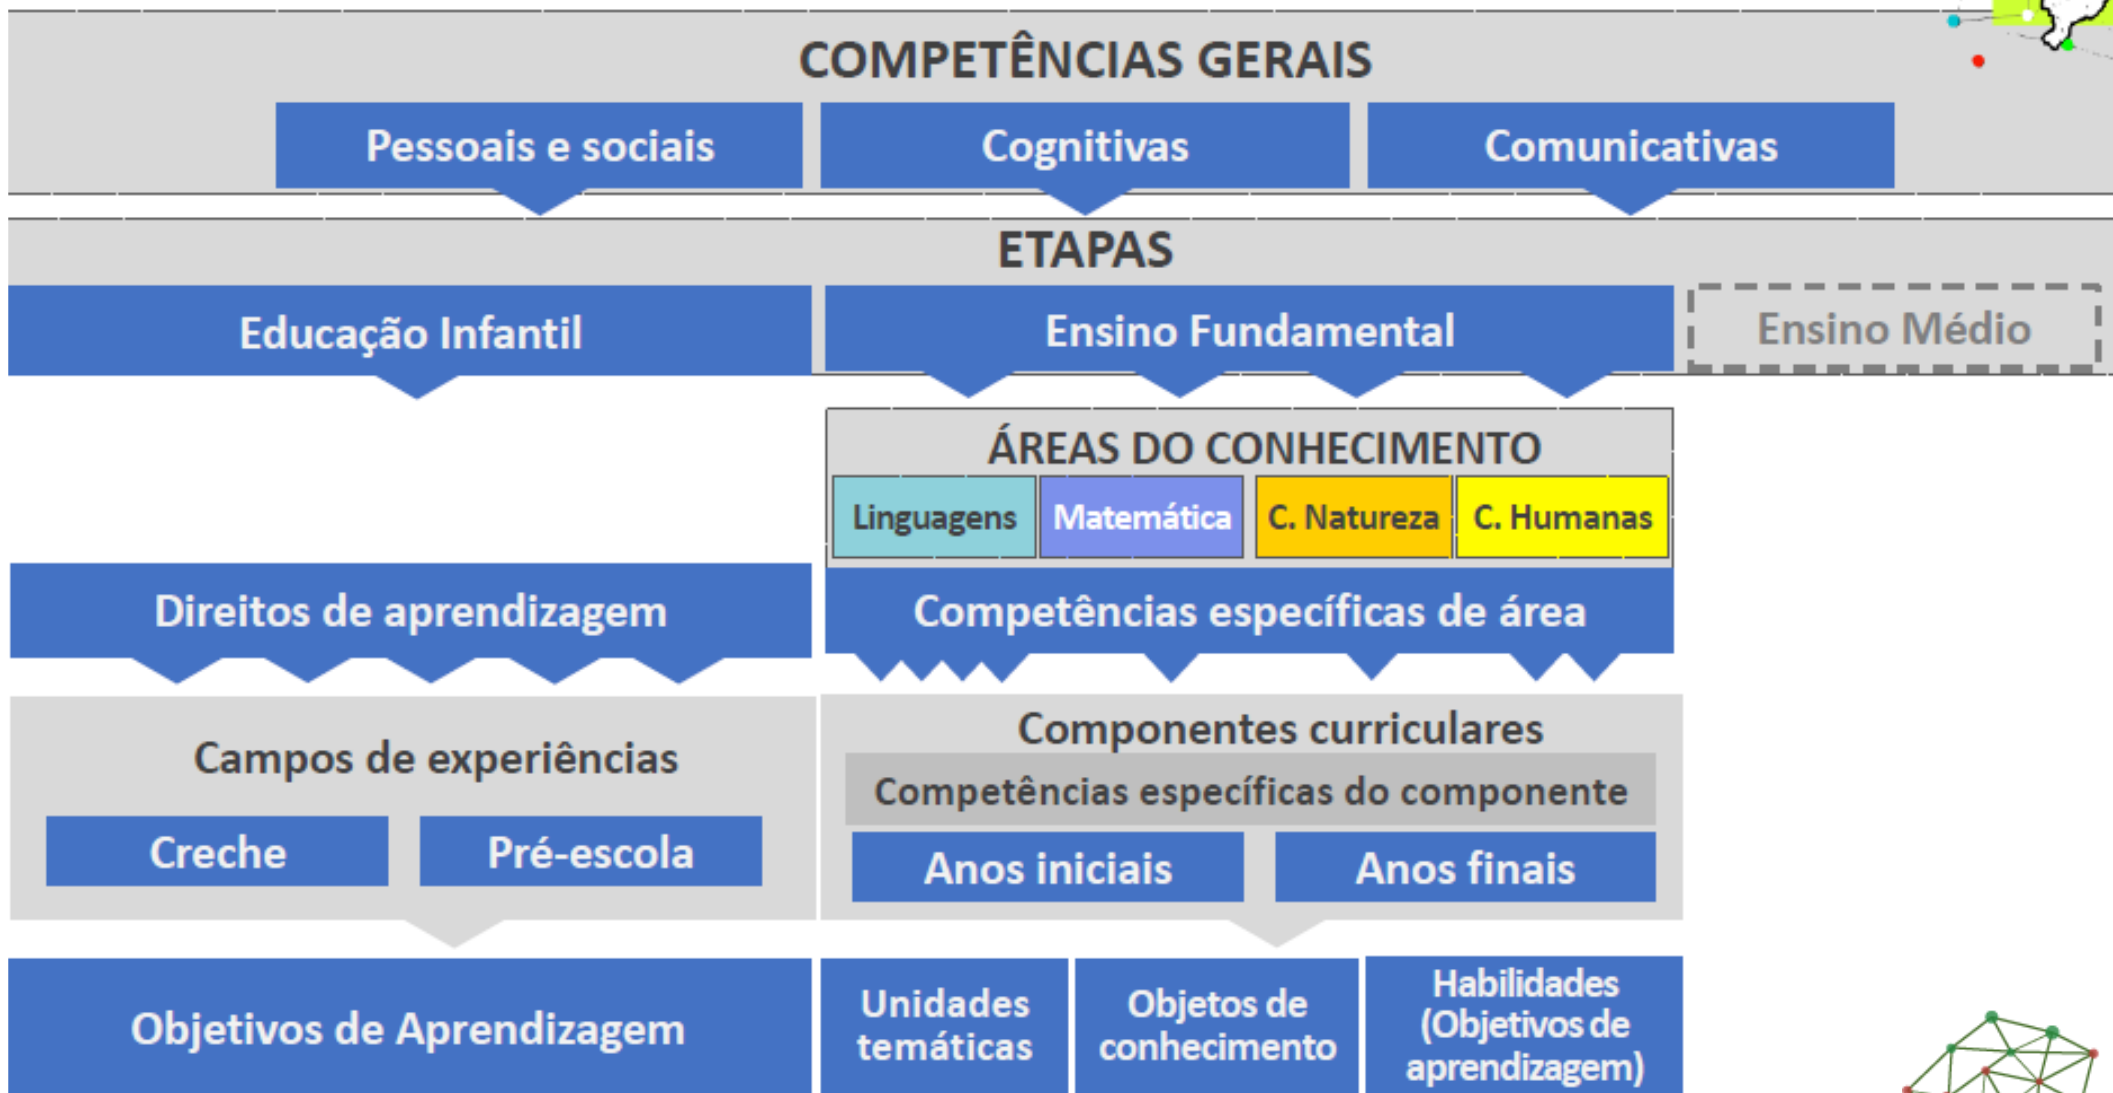 COMPETÊNCIAS GERAIS
Pessoais e sociais
Cognitivas
Comunicativas
ETAPAS
Educação Infantil
Ensino Fundamental
Ensino Médio
ÁREAS DO CONHECIMENTO
Linguagens
Matemática
C. Natureza
C. Humanas
Direitos de aprendizagem
Competências específicas de área
Campos de experiências
Creche
Pré-escola
Componentes curriculares
Competências específicas do componente
Anos iniciais
Anos finais
Objetivos de Aprendizagem
Unidades
temáticas
Objetos de
conhecimento
Habilidades
(Objetivos de
aprendizagem)